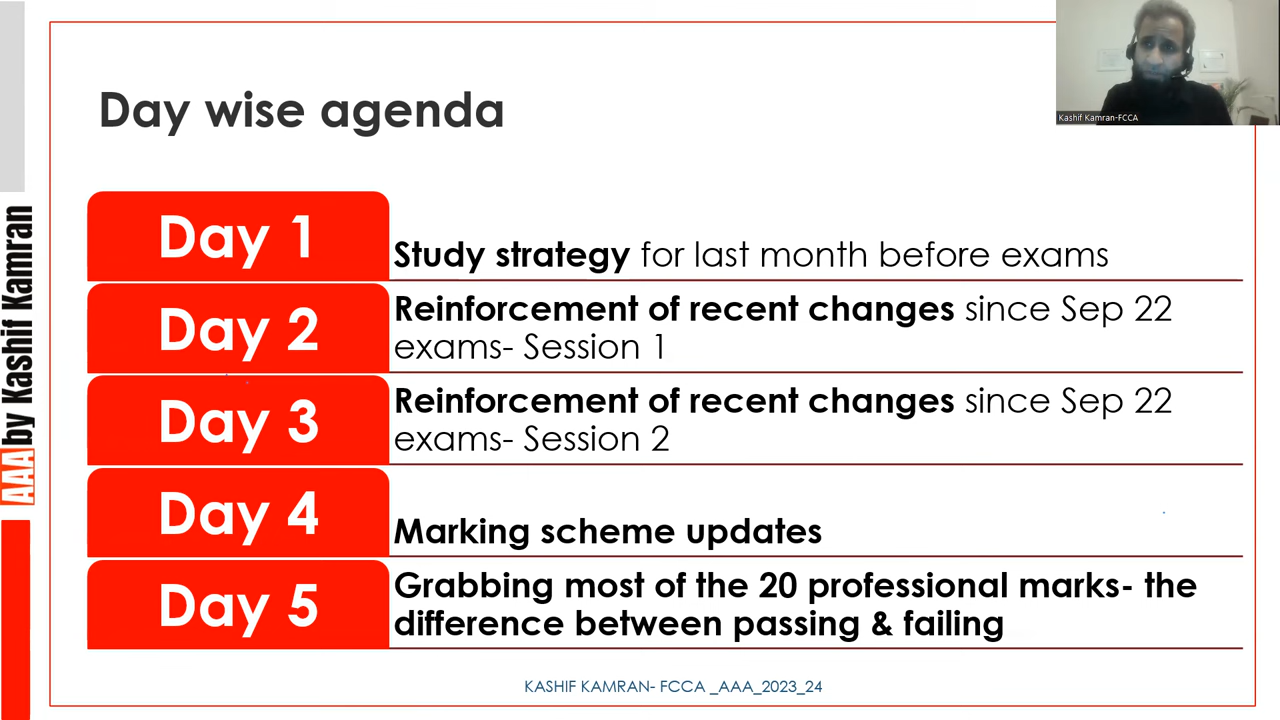 Day wise agenda
Kashif Kamran-FCCA
AAA by Kashif Kamran
Day 1
Study strategy for last month before exams
Day 2
Reinforcement of recent changes since Sep 22
exams- Session 1
Day 3
Reinforcement of recent changes since Sep 22
exams- Session 2
Day 4
Marking scheme updates
Day 5
Grabbing most of the 20 professional marks- the
difference between passing & failing
KASHIF KAMRAN- FCCA _AAA_2023_24